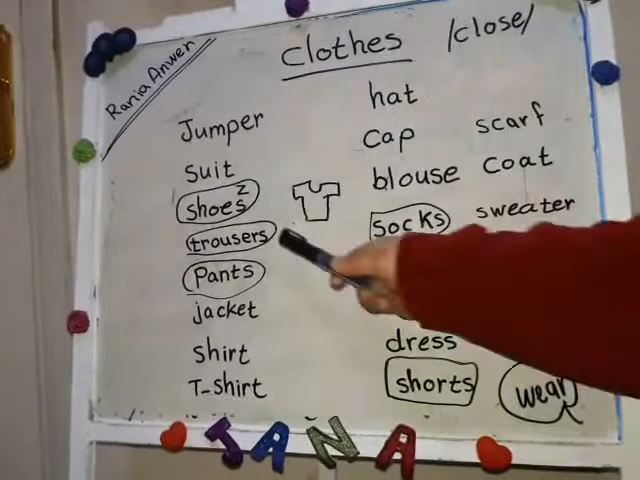 Rania Anwer
Clothes /close/
Jumper
suit
shoes
z
trousers
Pants
jacket
shirt
T-shirt
hat
cap
blouse
socks
dress
shorts
scarf
coat
sweater
wear
JANA